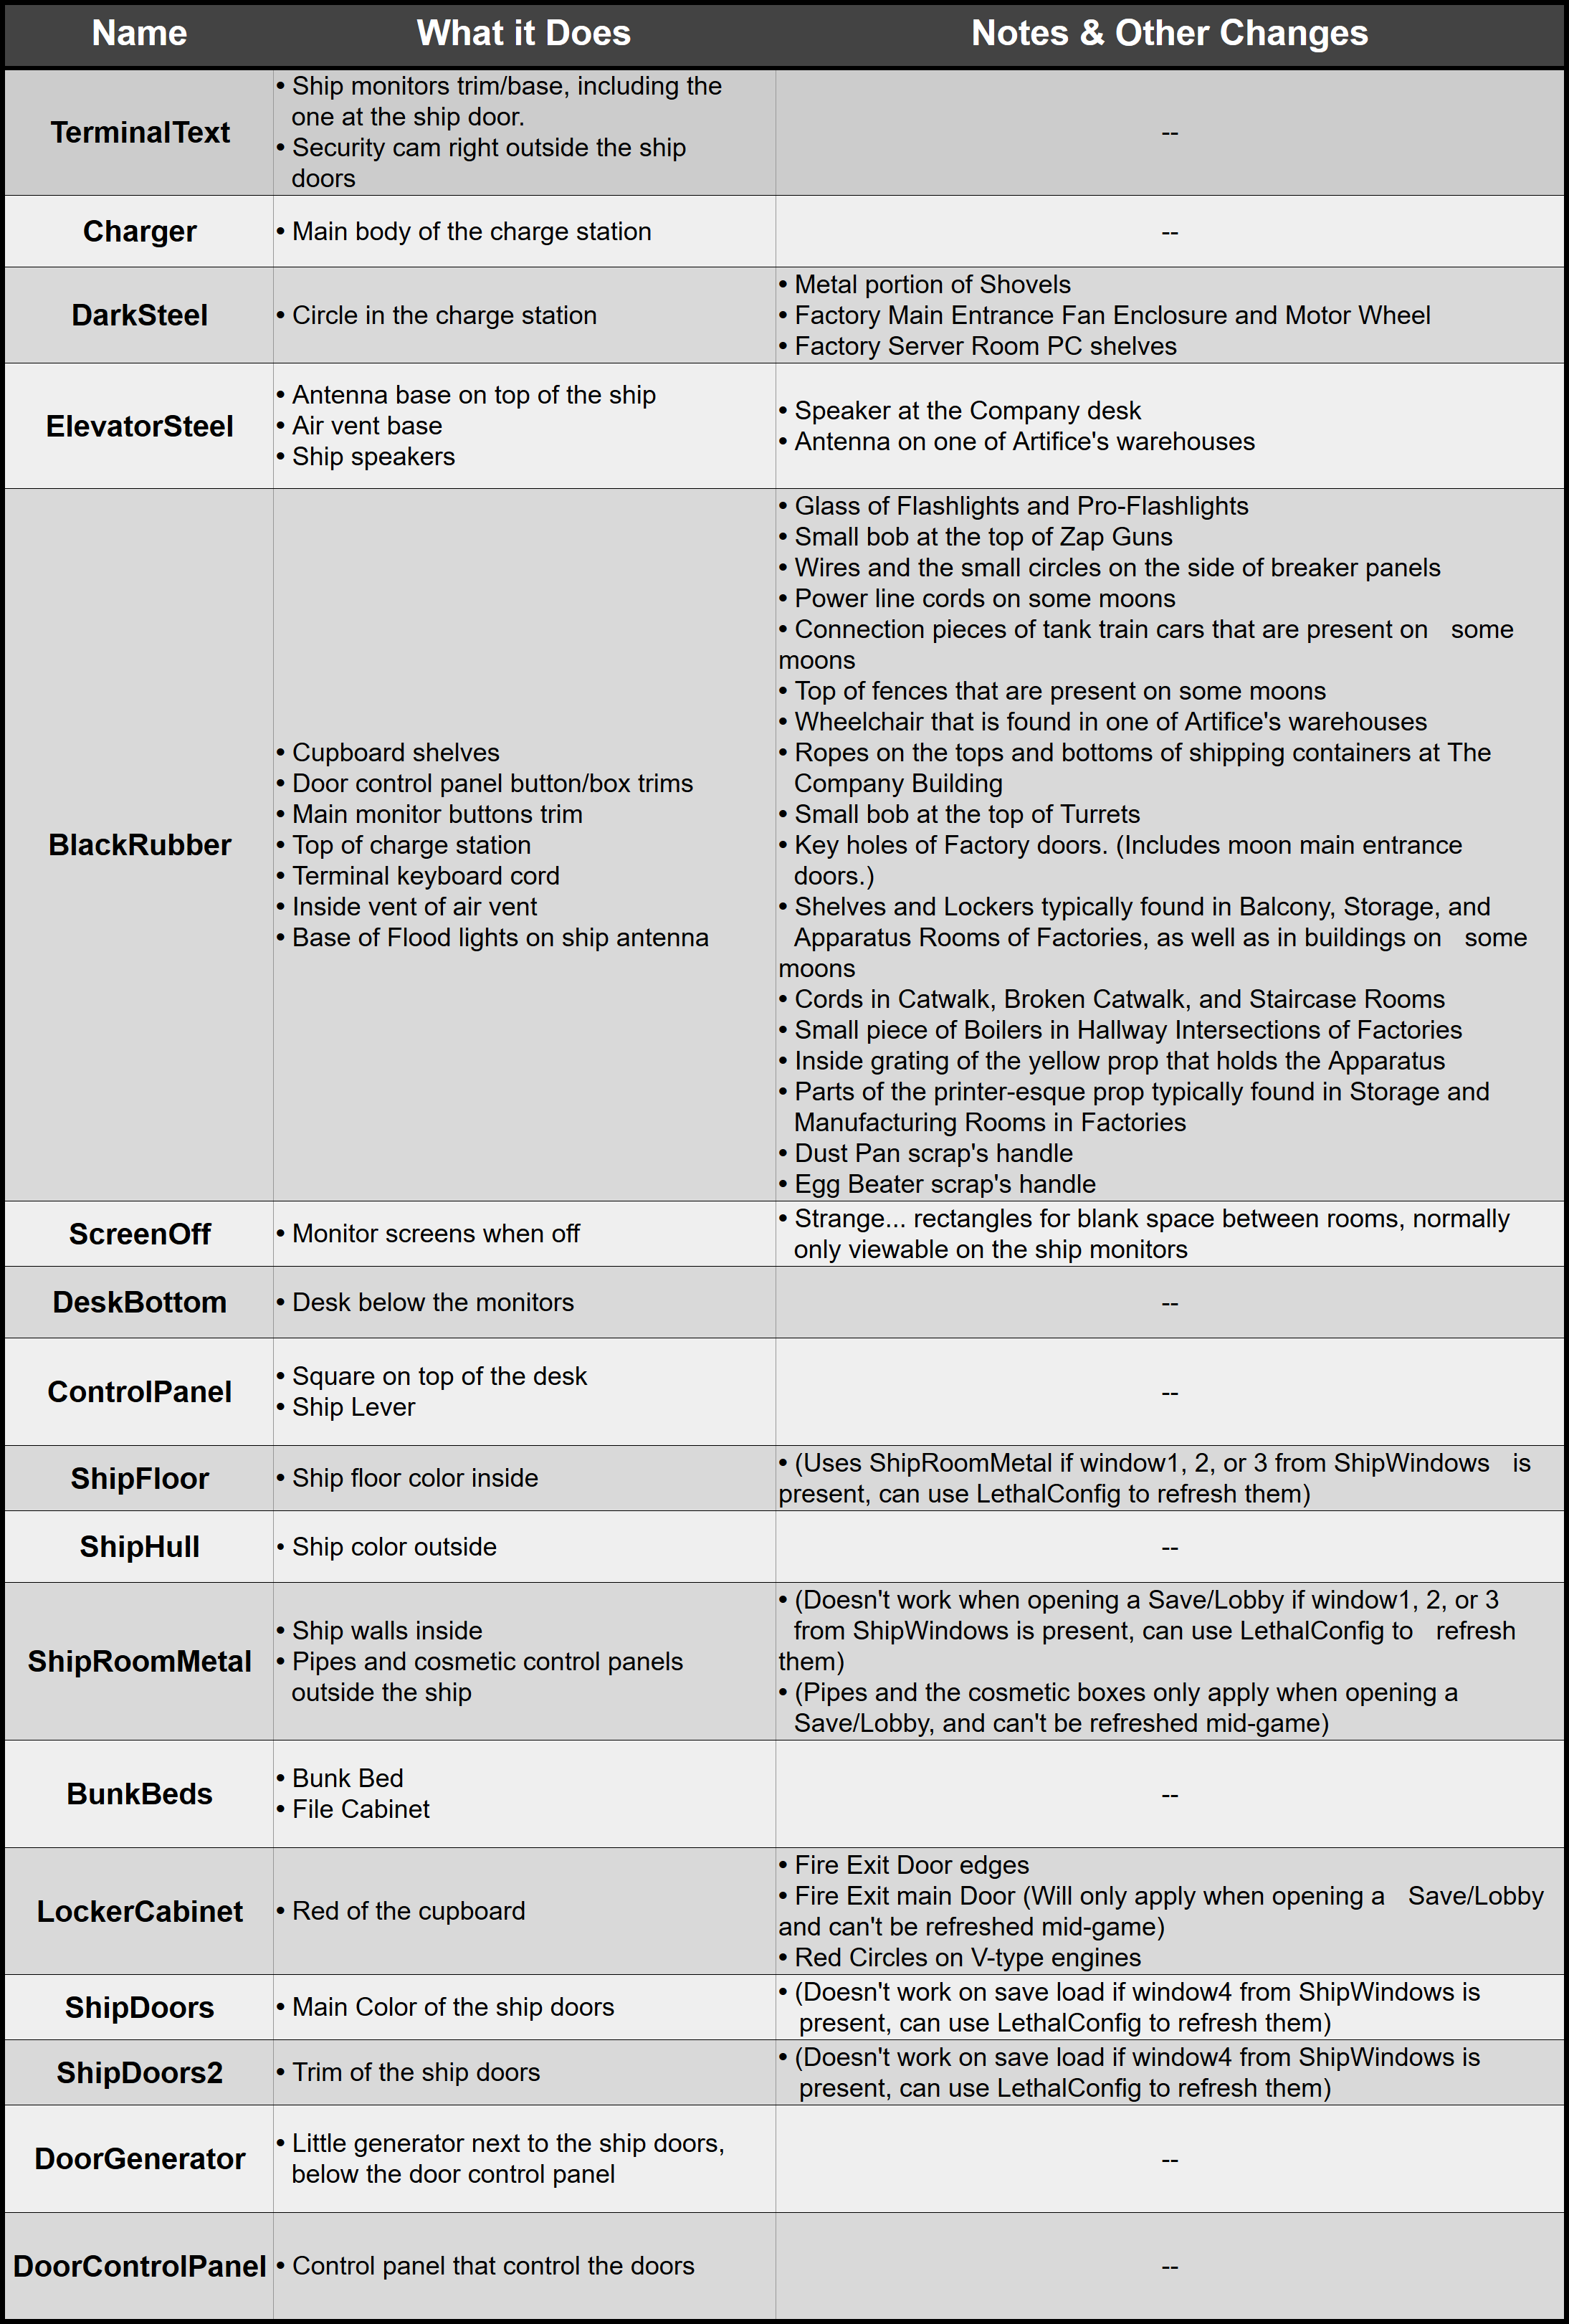 Name What it Does Notes & Other Changes
TerminalText
• Ship monitors trim/base, including the
one at the ship door.
• Security cam right outside the ship
doors
--
Charger
• Main body of the charge station
--
DarkSteel
• Circle in the charge station
• Metal portion of Shovels
• Factory Main Entrance Fan Enclosure and Motor Wheel
• Factory Server Room PC shelves
ElevatorSteel
• Antenna base on top of the ship
• Air vent base
• Ship speakers
• Speaker at the Company desk
• Antenna on one of Artifice's warehouses
BlackRubber
• Cupboard shelves
• Door control panel button/box trims
• Main monitor buttons trim
• Top of charge station
• Terminal keyboard cord
• Inside vent of air vent
• Base of Flood lights on ship antenna
• Glass of Flashlights and Pro-Flashlights
• Small bob at the top of Zap Guns
• Wires and the small circles on the side of breaker panels
• Power line cords on some moons
• Connection pieces of tank train cars that are present on some
moons
• Top of fences that are present on some moons
• Wheelchair that is found in one of Artifice's warehouses
• Ropes on the tops and bottoms of shipping containers at The
Company Building
• Small bob at the top of Turrets
• Key holes of Factory doors. (Includes moon main entrance
doors.)
• Shelves and Lockers typically found in Balcony, Storage, and
Apparatus Rooms of Factories, as well as in buildings on some
moons
• Cords in Catwalk, Broken Catwalk, and Staircase Rooms
• Small piece of Boilers in Hallway Intersections of Factories
• Inside grating of the yellow prop that holds the Apparatus
• Parts of the printer-esque prop typically found in Storage and
Manufacturing Rooms in Factories
• Dust Pan scrap's handle
• Egg Beater scrap's handle
ScreenOff
• Monitor screens when off
• Strange... rectangles for blank space between rooms, normally
only viewable on the ship monitors
DeskBottom
• Desk below the monitors
--
ControlPanel
• Square on top of the desk
• Ship Lever
--
ShipFloor
• Ship floor color inside
• (Uses ShipRoomMetal if window1, 2, or 3 from ShipWindows is
present, can use LethalConfig to refresh them)
ShipHull
• Ship color outside
--
ShipRoomMetal
• Ship walls inside
• Pipes and cosmetic control panels
outside the ship
• (Doesn't work when opening a Save/Lobby if window1, 2, or 3
from ShipWindows is present, can use LethalConfig to refresh
them)
• (Pipes and the cosmetic boxes only apply when opening a
Save/Lobby, and can't be refreshed mid-game)
BunkBeds
• Bunk Bed
• File Cabinet
--
LockerCabinet
• Red of the cupboard
• Fire Exit Door edges
• Fire Exit main Door (Will only apply when opening a Save/Lobby
and can't be refreshed mid-game)
• Red Circles on V-type engines
ShipDoors
• Main Color of the ship doors
• (Doesn't work on save load if window4 from ShipWindows is
present, can use LethalConfig to refresh them)
ShipDoors2
• Trim of the ship doors
• (Doesn't work on save load if window4 from ShipWindows is
present, can use LethalConfig to refresh them)
DoorGenerator
• Little generator next to the ship doors,
below the door control panel
--
DoorControlPanel
• Control panel that control the doors
--